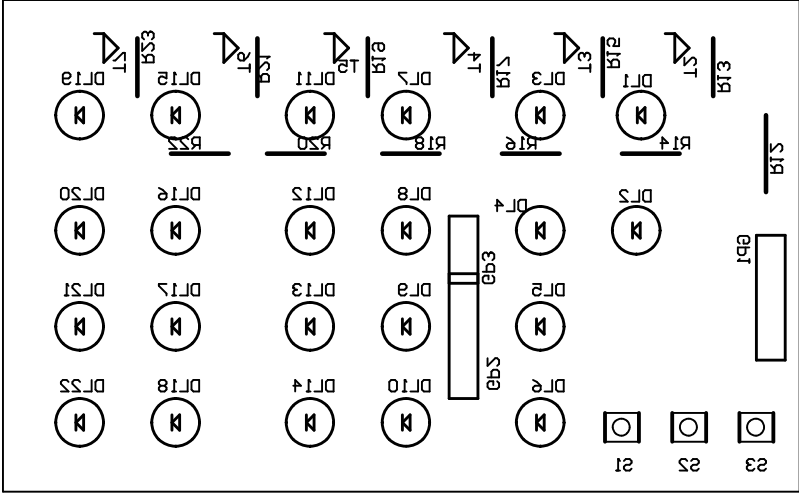 T7 R23 T6 R21 T5 R19 T4 R17 T3 R15 T2 R13
DL19 DL15 DL11 DL7 DL3 DL1
R22 R20 R18 R16 R14 R12
DL20 DL16 DL12 DL8 DL4 DL2
GP3 GP1
DL21 DL17 DL13 DL9 DL5
GP2
DL22 DL18 DL14 DL10 DL6
S1 S2 S3